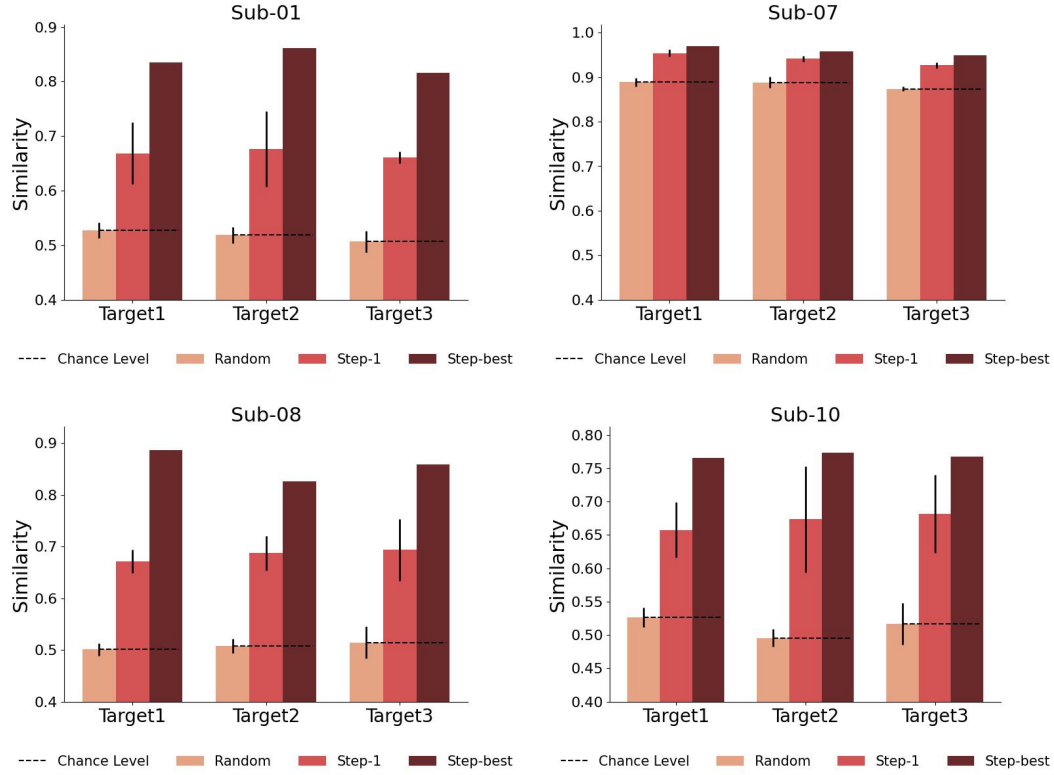 Sub-01
Similarity
0.9
0.8
0.7
0.6
0.5
0.4
Target1 Target2 Target3
Chance Level Random Step-1 Step-best
Sub-07
Similarity
1.0
0.9
0.8
0.7
0.6
0.5
0.4
Target1 Target2 Target3
Chance Level Random Step-1 Step-best
Sub-08
Similarity
0.9
0.8
0.7
0.6
0.5
0.4
Target1 Target2 Target3
Chance Level Random Step-1 Step-best
Sub-10
Similarity
0.80
0.75
0.70
0.65
0.60
0.55
0.50
0.45
0.40
Target1 Target2 Target3
Chance Level Random Step-1 Step-best